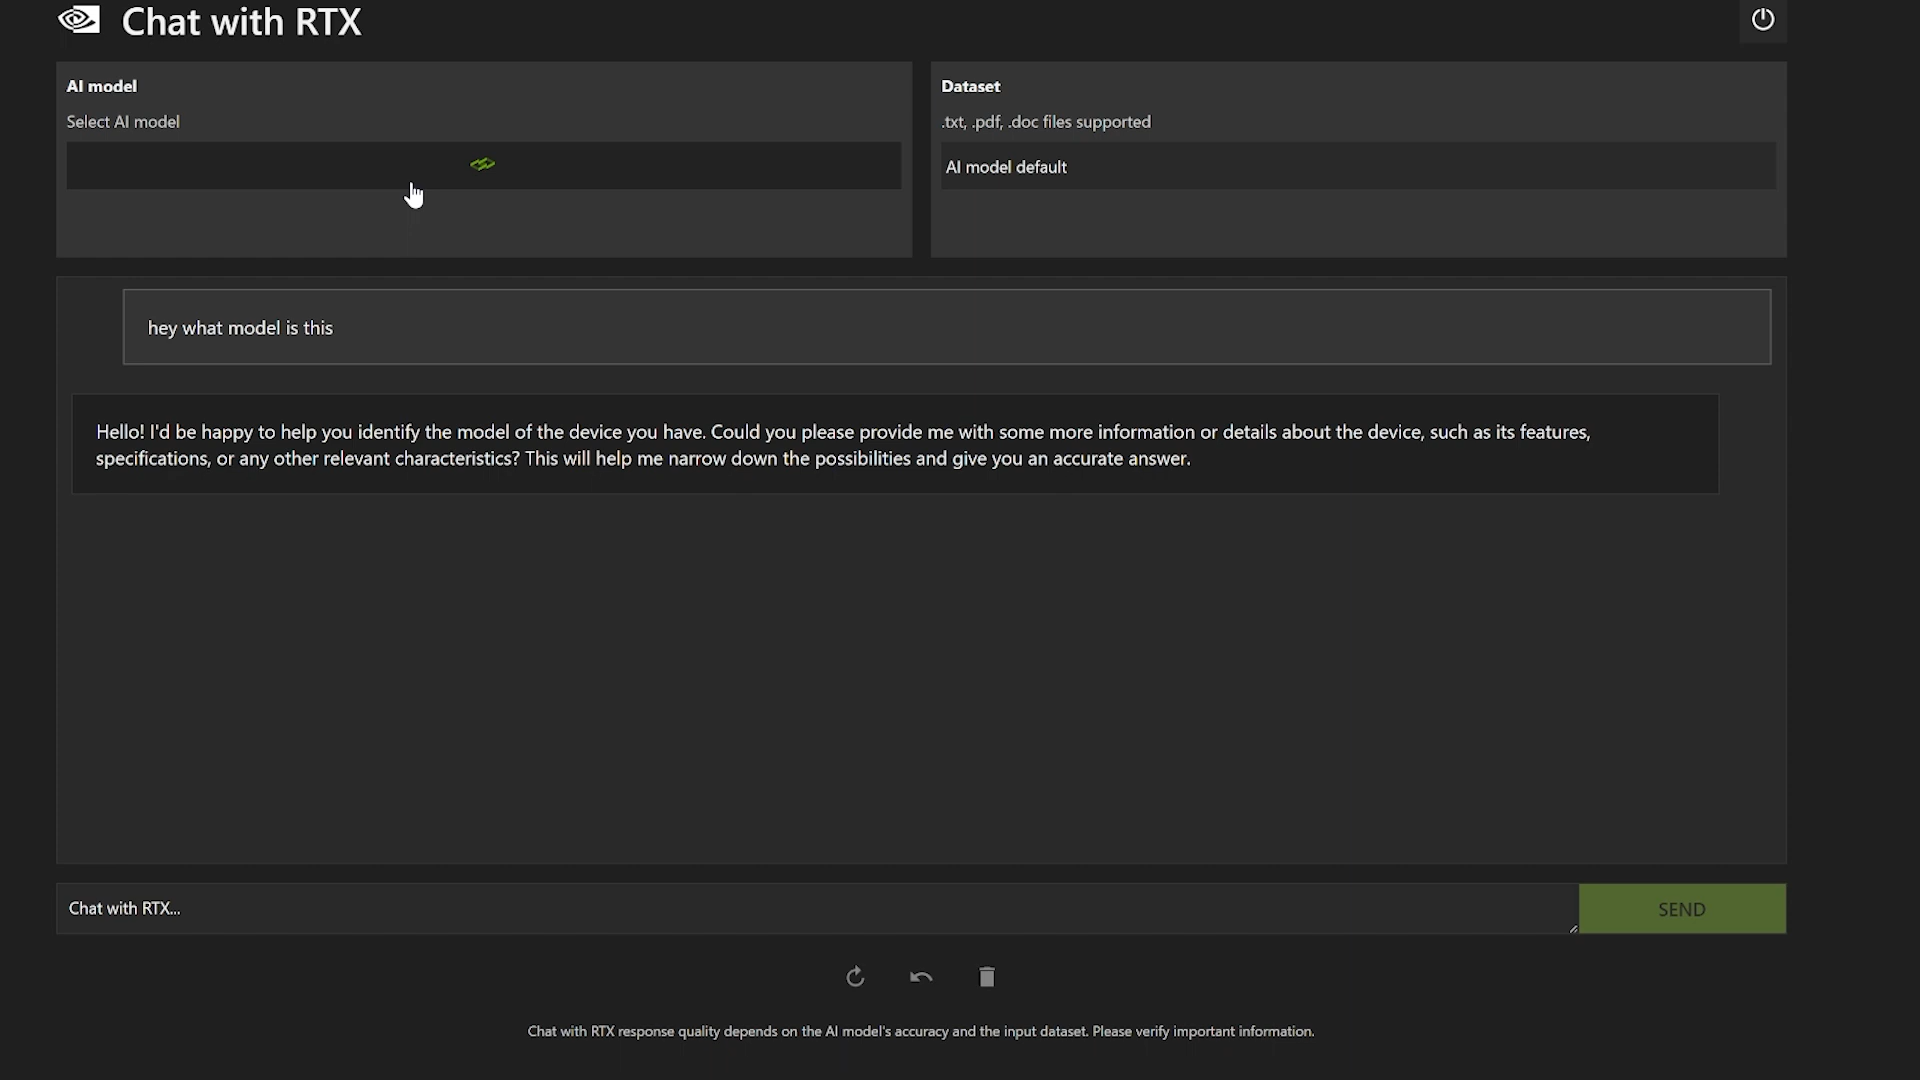 Chat with RTX
AI model
Select AI model
Dataset
.txt, .pdf, .doc files supported
AI model default
hey what model is this
Hello! I'd be happy to help you identify the model of the device you have. Could you please provide me with some more information or details about the device, such as its features,
specifications, or any other relevant characteristics? This will help me narrow down the possibilities and give you an accurate answer.
Chat with RTX...
SEND
Chat with RTX response quality depends on the AI model's accuracy and the input dataset. Please verify important information.